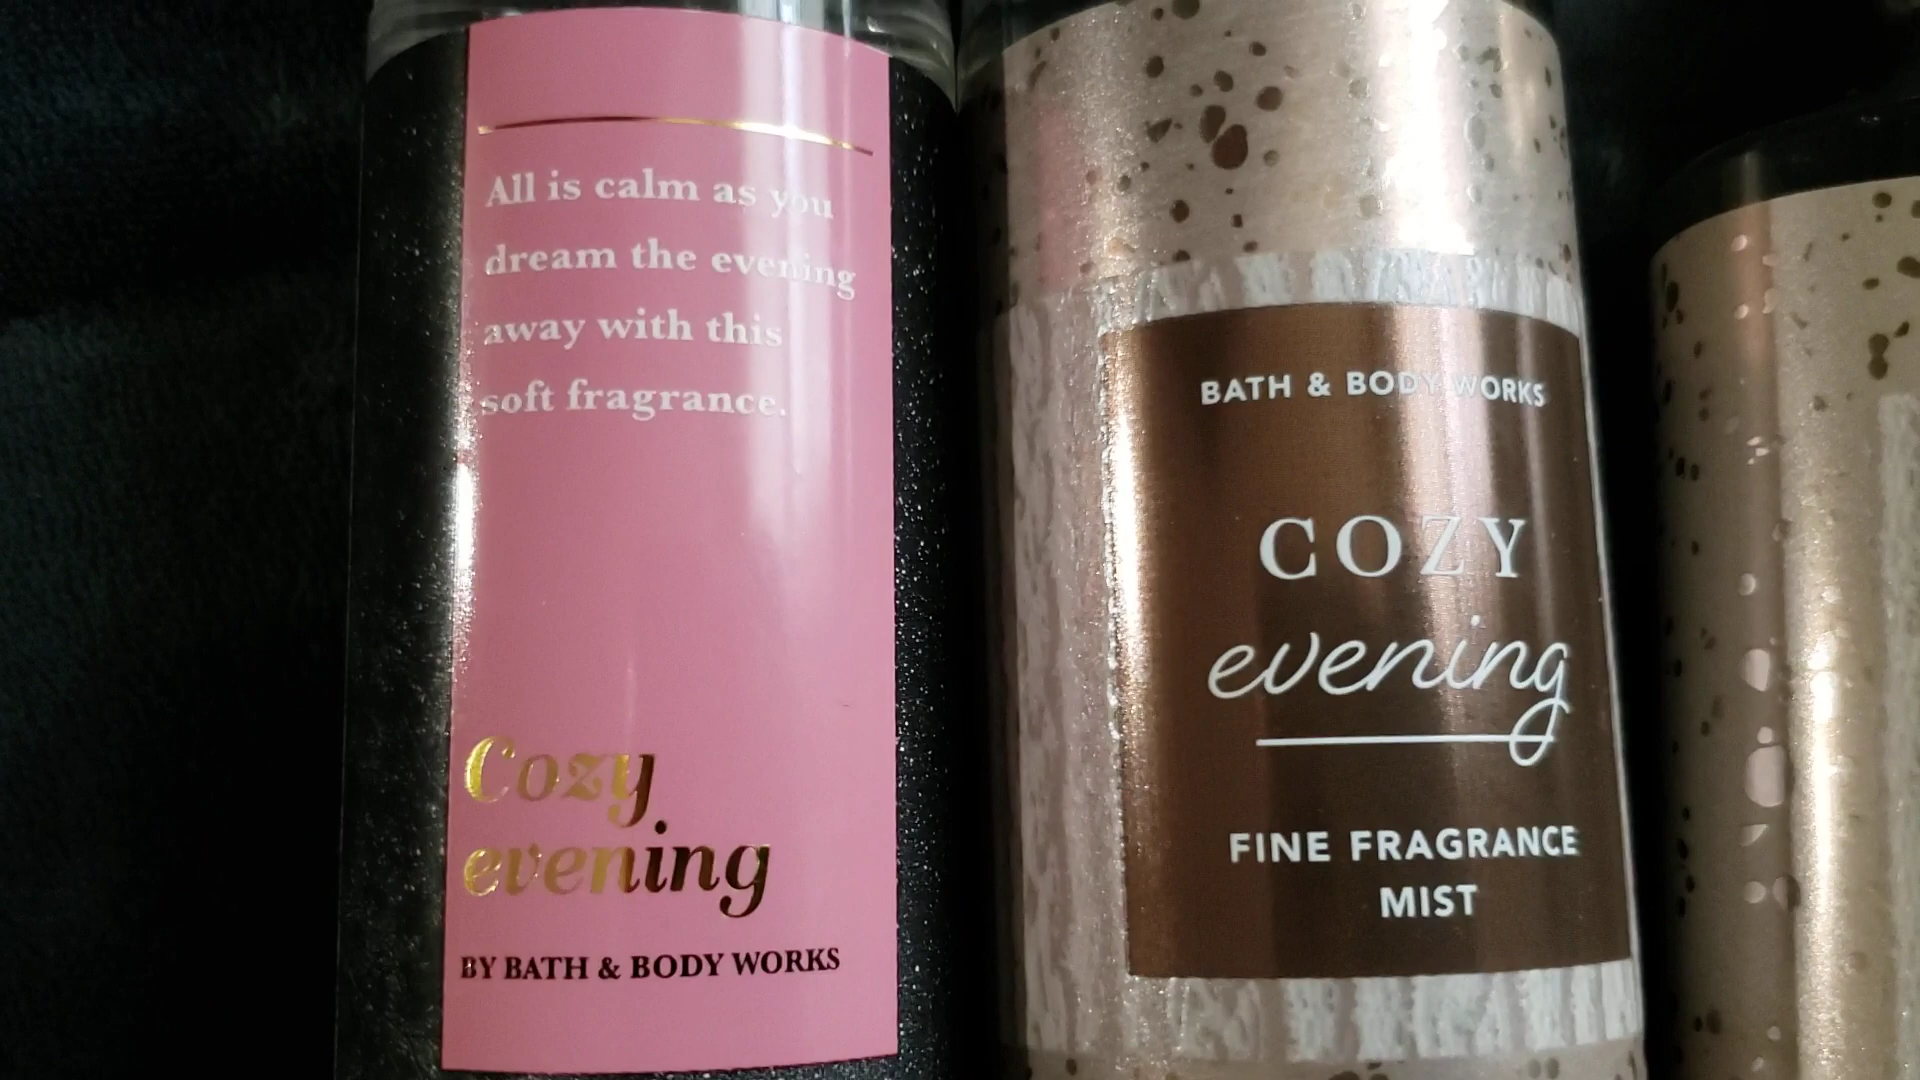 All is calm as you
dream the evening
away with this
soft fragrance.
Cozy
evening
BY BATH & BODY WORKS
BATH & BODY WORKS
COZY
evening
FINE FRAGRANCE
MIST